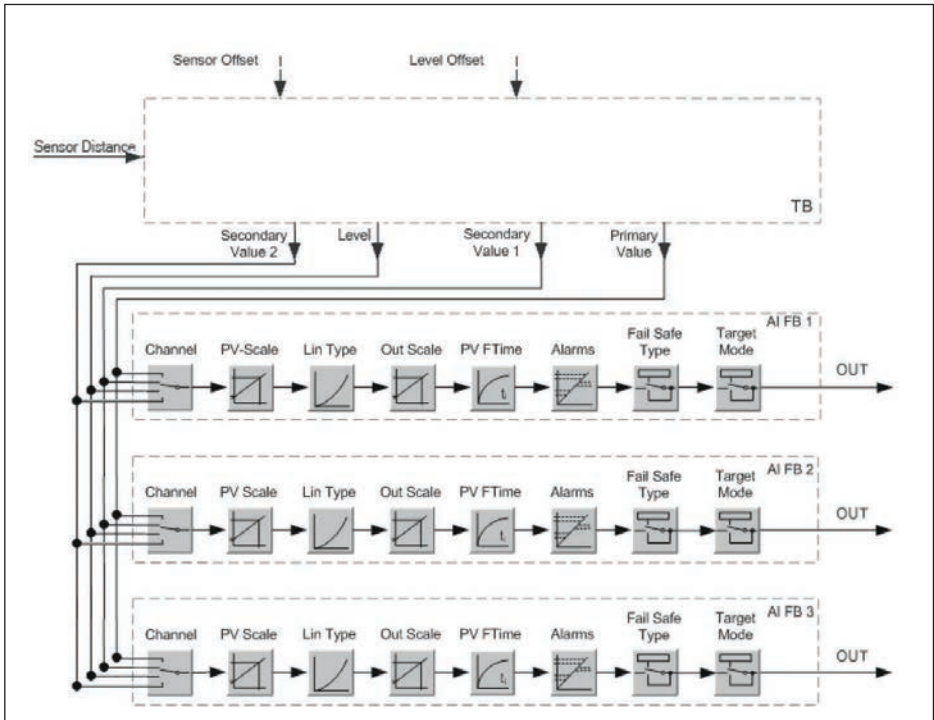 Sensor Offset
Level Offset
Sensor Distance
TB
Secondary
Value 2
Level
Secondary
Value 1
Primary
Value
AI FB 1
Channel
PV-Scale
Lin Type
Out Scale
PV FTime
Alarms
Fail Safe
Type
Target
Mode
OUT
t₁
AI FB 2
Channel
PV Scale
Lin Type
Out Scale
PV FTime
Alarms
Fail Safe
Type
Target
Mode
OUT
t₁
AI FB 3
Channel
PV Scale
Lin Type
Out Scale
PV FTime
Alarms
Fail Safe
Type
Target
Mode
OUT
t₁